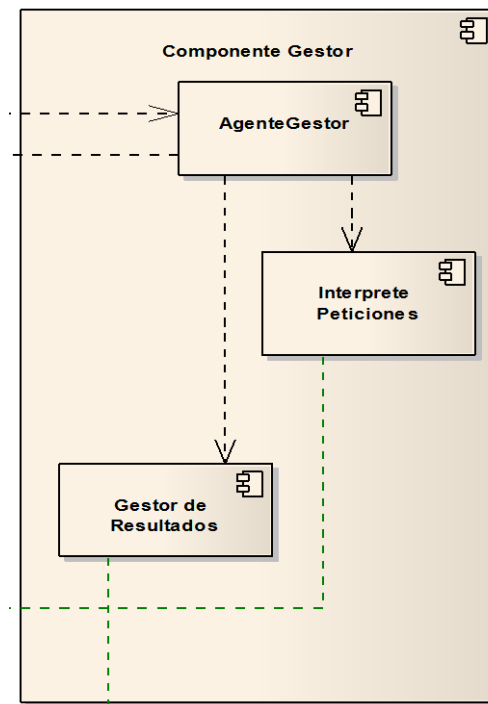 Componente Gestor
AgenteGestor
Interprete
Peticiones
Gestor de
Resultados